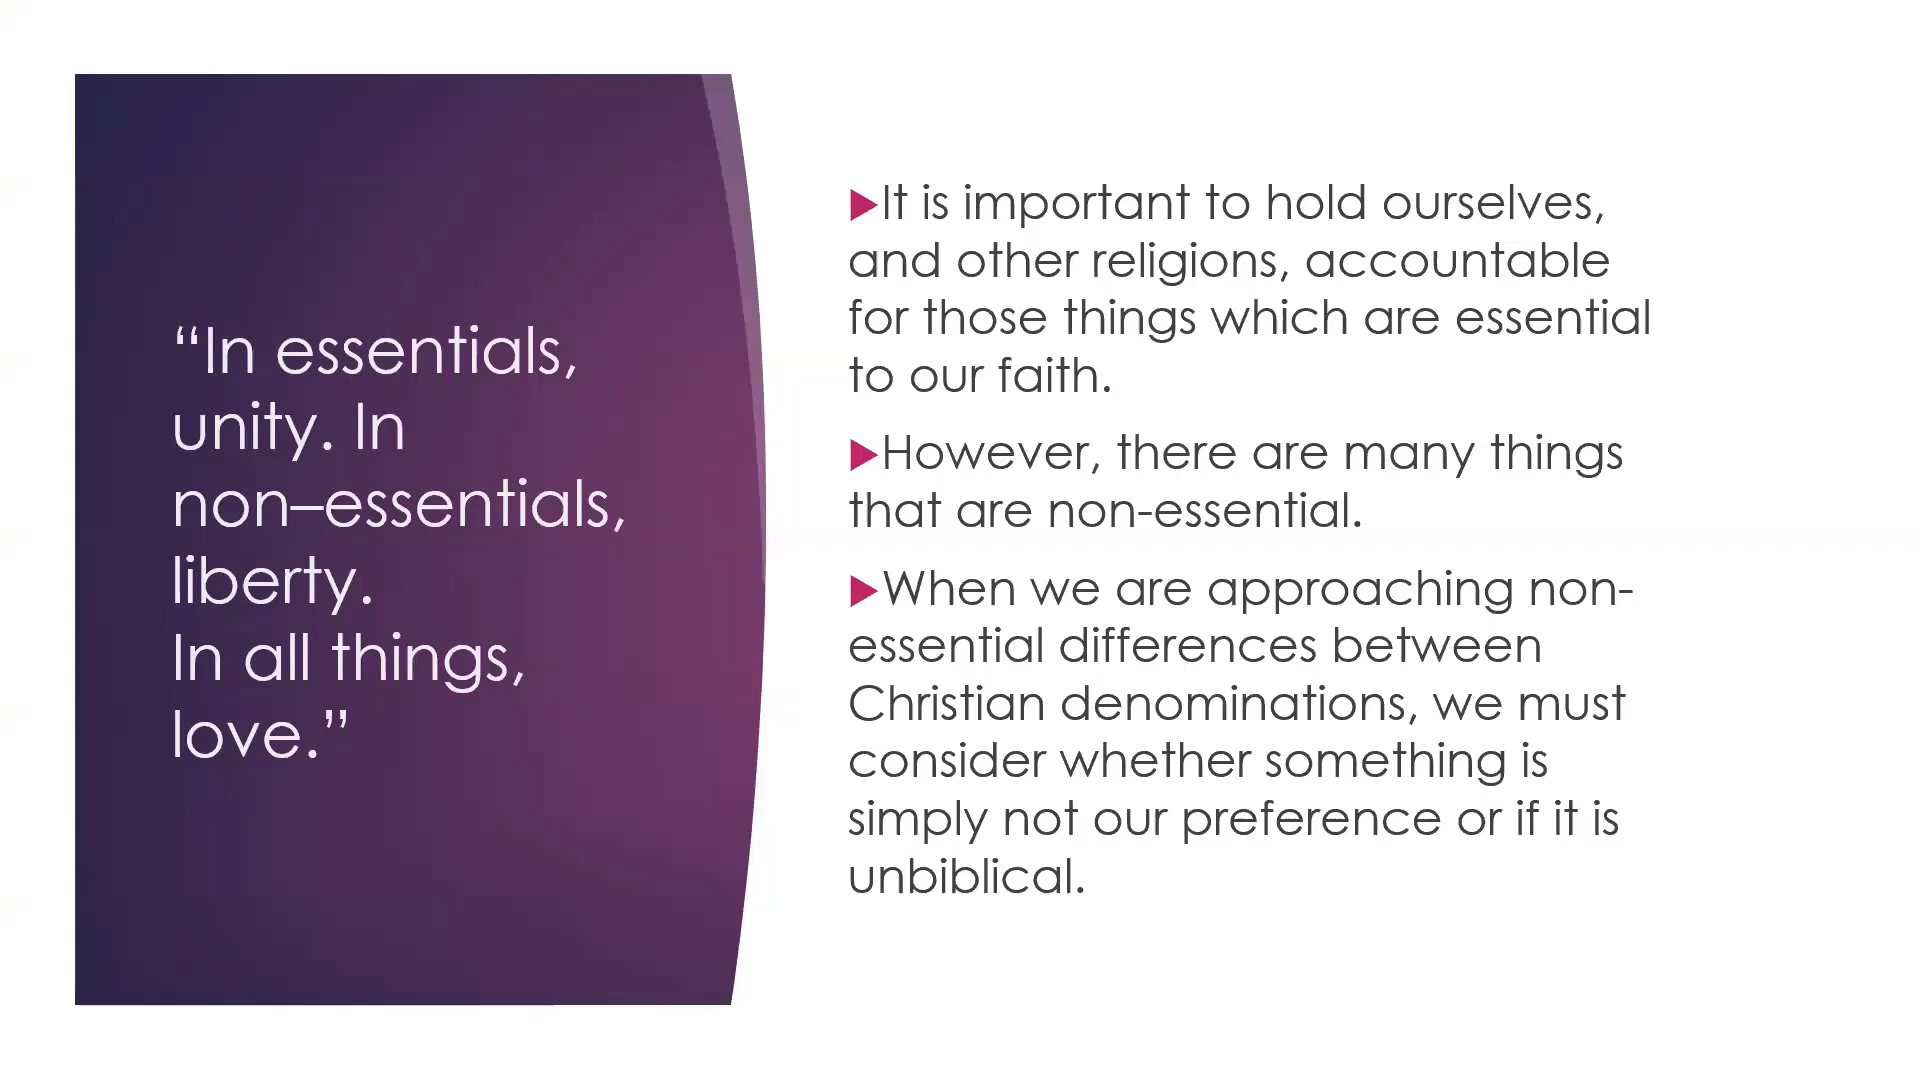 “In essentials,
unity. In
non–essentials,
liberty.
In all things,
love.”
It is important to hold ourselves,
and other religions, accountable
for those things which are essential
to our faith.
However, there are many things
that are non-essential.
When we are approaching non-
essential differences between
Christian denominations, we must
consider whether something is
simply not our preference or if it is
unbiblical.